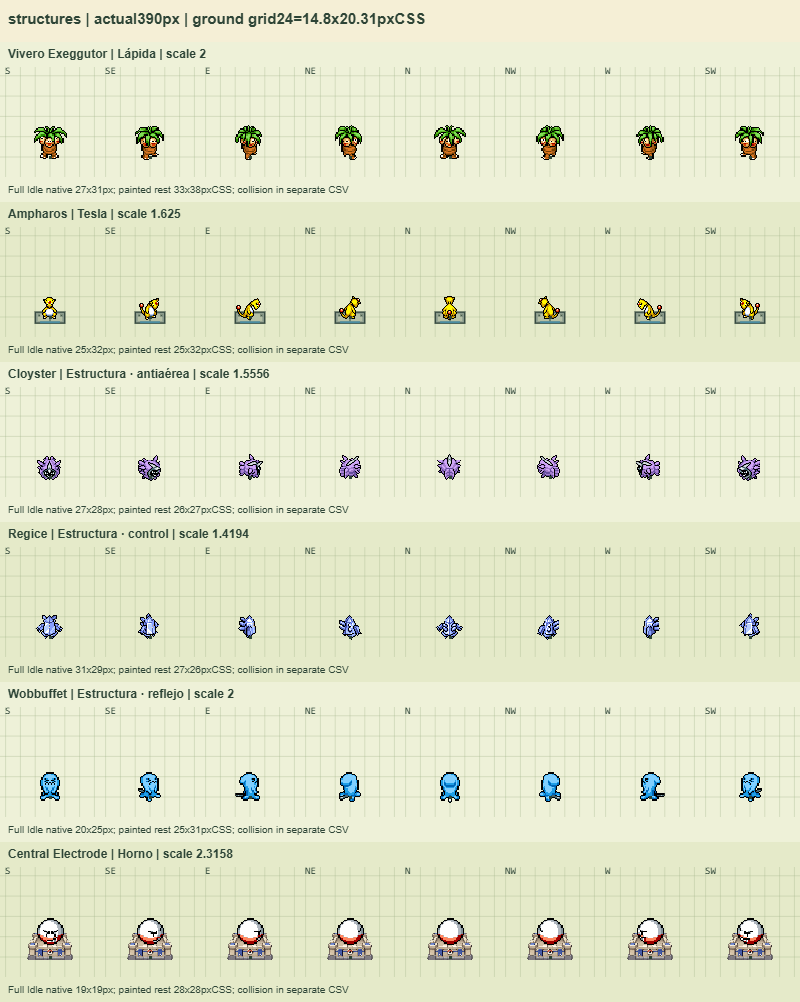 structures | actual390px | ground grid24=14.8x20.31pxCSS
Vivero Exeggutor | Lápida | scale 2
S SE E NE N NW W SW
Full Idle native 27x31px; painted rest 33x38pxCSS; collision in separate CSV
Ampharos | Tesla | scale 1.625
S SE E NE N NW W SW
Full Idle native 25x32px; painted rest 25x32pxCSS; collision in separate CSV
Cloyster | Estructura · antiaérea | scale 1.5556
S SE E NE N NW W SW
Full Idle native 27x28px; painted rest 26x27pxCSS; collision in separate CSV
Regice | Estructura · control | scale 1.4194
S SE E NE N NW W SW
Full Idle native 31x29px; painted rest 27x26pxCSS; collision in separate CSV
Wobbuffet | Estructura · reflejo | scale 2
S SE E NE N NW W SW
Full Idle native 20x25px; painted rest 25x31pxCSS; collision in separate CSV
Central Electrode | Horno | scale 2.3158
S SE E NE N NW W SW
Full Idle native 19x19px; painted rest 28x28pxCSS; collision in separate CSV